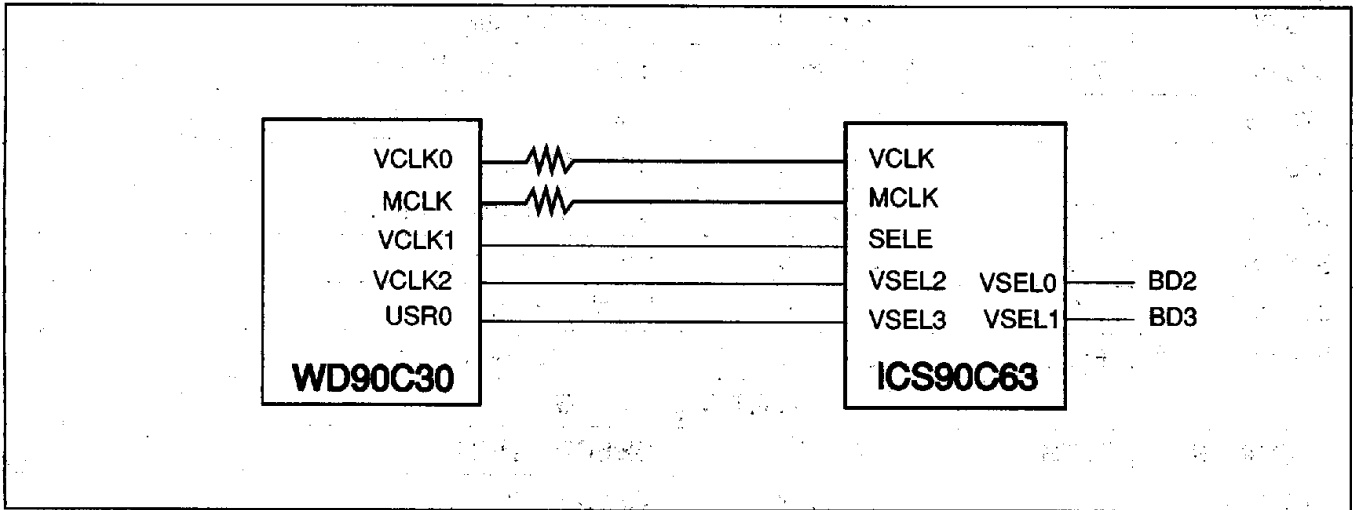 VCLK0
MCLK
VCLK1
VCLK2
USR0
WD90C30
VCLK
MCLK
SELE
VSEL2 VSEL0 BD2
VSEL3 VSEL1 BD3
ICS90C63